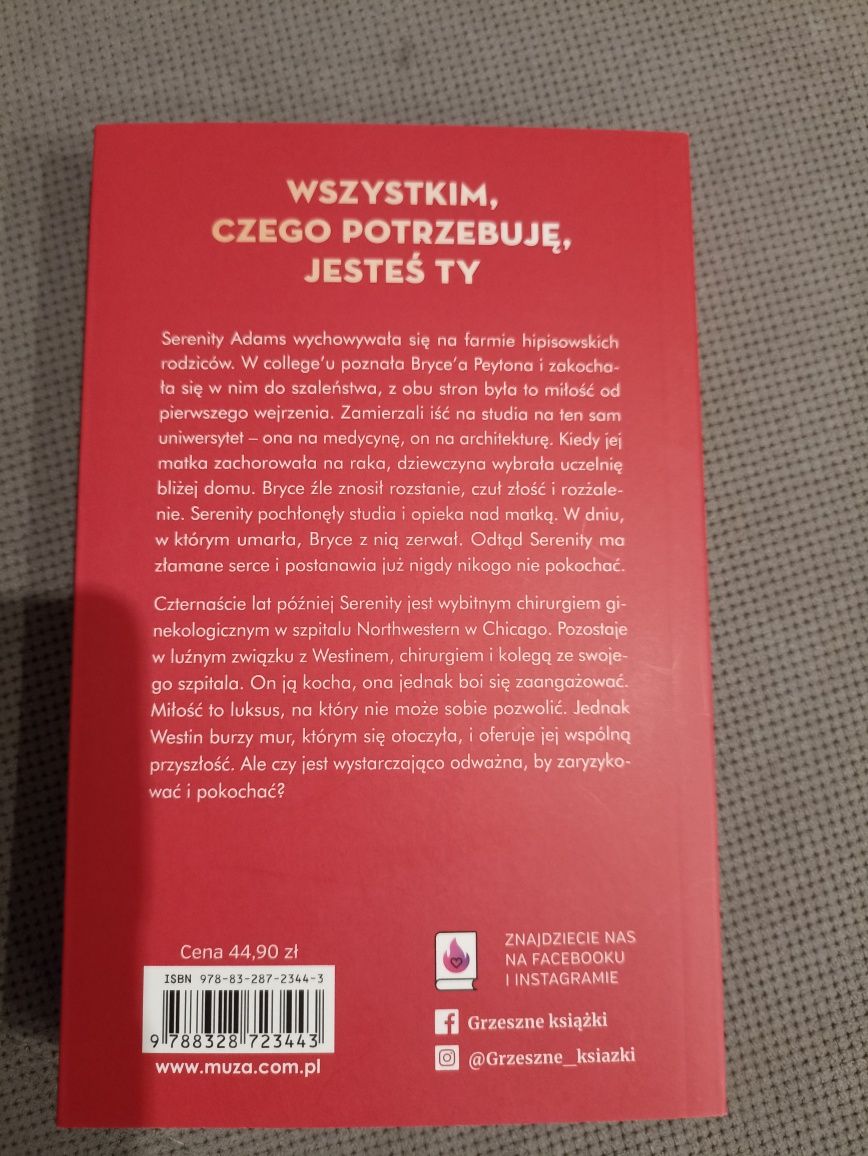 WSZYSTKIM,
CZEGO POTRZEBUJĘ,
JESTEŚ TY
Serenity Adams wychowywała się na farmie hipisowskich
rodziców. W college'u poznała Bryce'a Peytona i zakocha-
ła się w nim do szaleństwa, z obu stron była to miłość od
pierwszego wejrzenia. Zamierzali iść na studia na ten sam
uniwersytet – ona na medycynę, on na architekturę. Kiedy jej
matka zachorowała na raka, dziewczyna wybrała uczelnię
bliżej domu. Bryce źle znosił rozstanie, czuł złość i rozżale-
nie. Serenity pochłonęły studia i opieka nad matką. W dniu,
w którym umarła, Bryce z nią zerwał. Odtąd Serenity ma
złamane serce i postanawia już nigdy nikogo nie pokochać.
Czternaście lat później Serenity jest wybitnym chirurgiem gi-
nekologicznym w szpitalu Northwestern w Chicago. Pozostaje
w luźnym związku z Westinem, chirurgiem i kolegą ze swoje-
go szpitala. On ją kocha, ona jednak boi się zaangażować.
Miłość to luksus, na który nie może sobie pozwolić. Jednak
Westin burzy mur, którym się otoczyła, i oferuje jej wspólną
przyszłość. Ale czy jest wystarczająco odważna, by zaryzyko-
wać i pokochać?
Cena 44,90 zł
ISBN 978-83-287-2344-3
9 788328 723443
www.muza.com.pl
ZNAJDZIECIE NAS
NA FACEBOOKU
I INSTAGRAMIE
Grzeszne książki
@Grzeszne_ksiazki